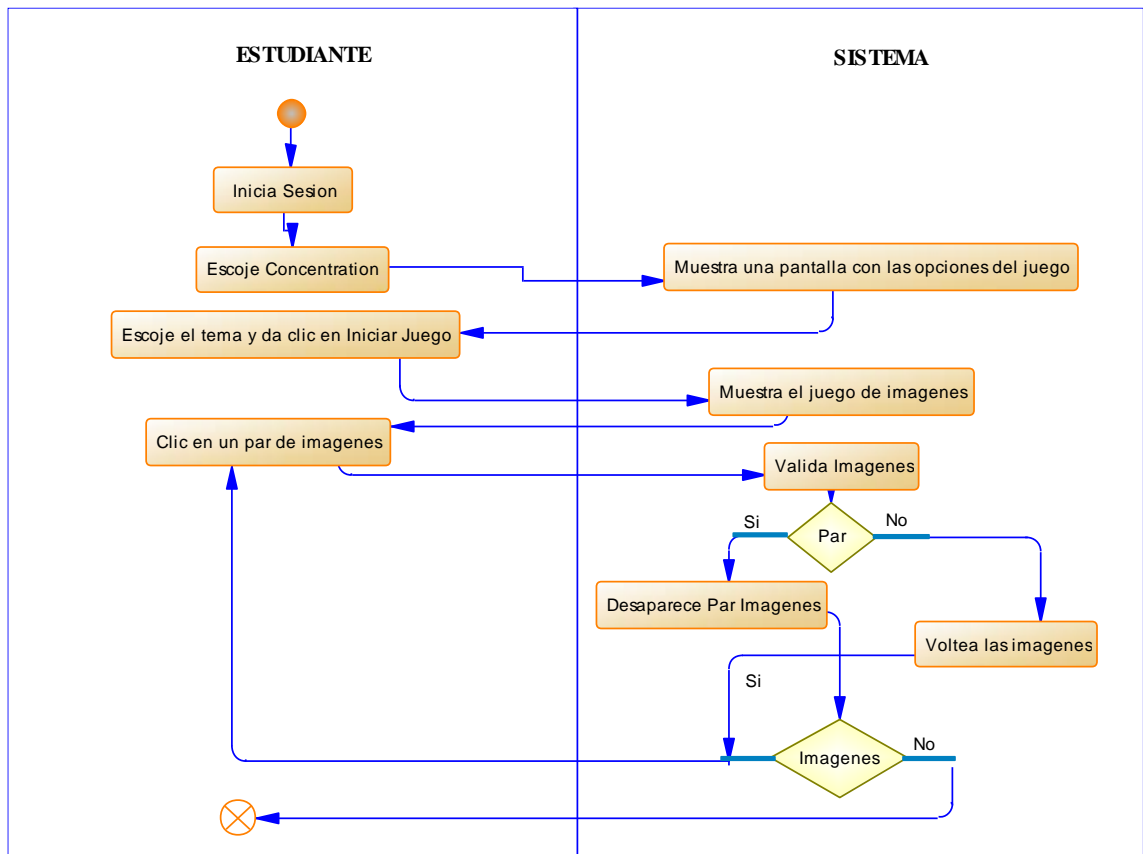 ESTUDIANTE
SISTEMA
Inicia Sesion
Escoje Concentration
Muestra una pantalla con las opciones del juego
Escoje el tema y da clic en Iniciar Juego
Muestra el juego de imagenes
Clic en un par de imagenes
Valida Imagenes
Si
Par
No
Desaparece Par Imagenes
Voltea las imagenes
Si
Imagenes
No